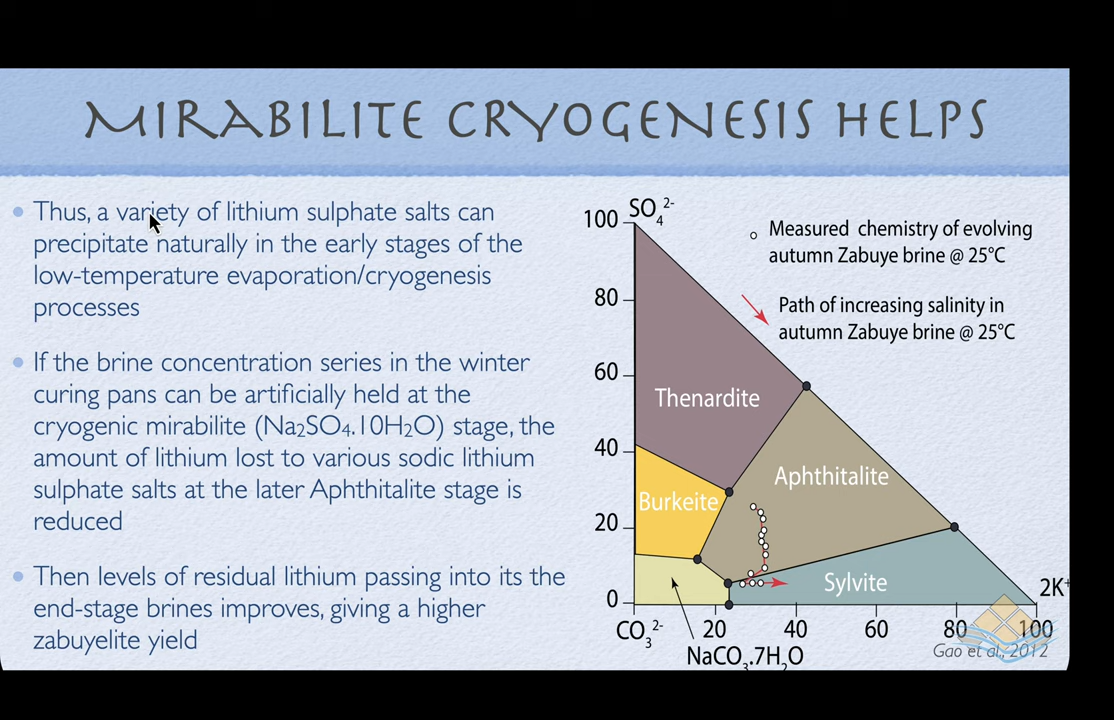 MIRABILITE CRYOGENESIS HELPS
• Thus, a variety of lithium sulphate salts can
precipitate naturally in the early stages of the
low-temperature evaporation/cryogenesis
processes
• If the brine concentration series in the winter
curing pans can be artificially held at the
cryogenic mirabilite (Na₂SO₄.10H₂O) stage, the
amount of lithium lost to various sodic lithium
sulphate salts at the later Aphthitalite stage is
reduced
• Then levels of residual lithium passing into its the
end-stage brines improves, giving a higher
zabuyelite yield
SO₄²⁻
100
80
60
40
20
0
Measured chemistry of evolving
autumn Zabuye brine @ 25°C
Path of increasing salinity in
autumn Zabuye brine @ 25°C
Thenardite
Aphthitalite
Burkeite
Sylvite
2K⁺
CO₃²⁻
20
40
60
80
100
NaCO₃.7H₂O
Gao et al., 2012